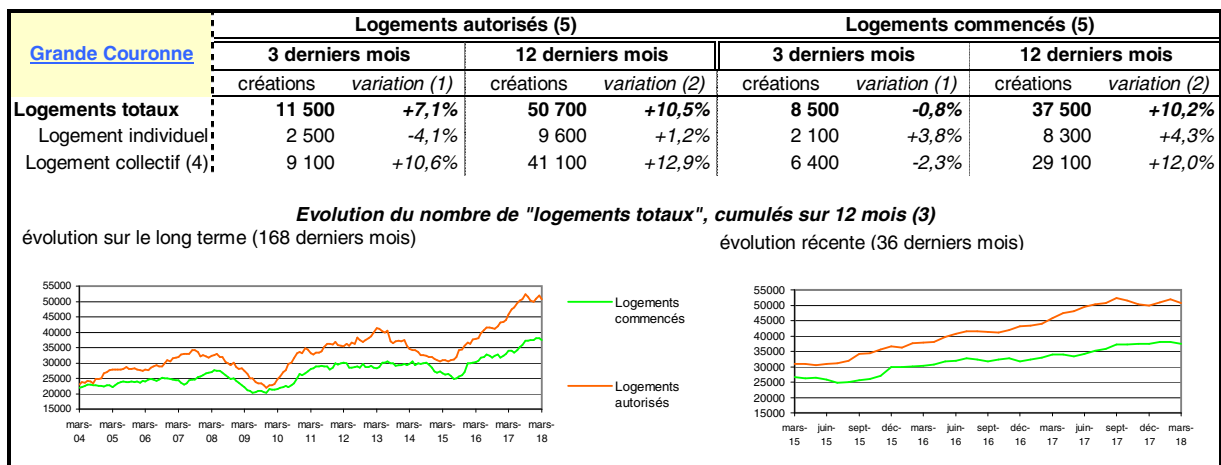 Grande Couronne
Logements autorisés (5) Logements commencés (5)
3 derniers mois 12 derniers mois 3 derniers mois 12 derniers mois
créations variation (1) créations variation (2) créations variation (1) créations variation (2)
Logements totaux 11 500 +7,1% 50 700 +10,5% 8 500 -0,8% 37 500 +10,2%
Logement individuel 2 500 -4,1% 9 600 +1,2% 2 100 +3,8% 8 300 +4,3%
Logement collectif (4) 9 100 +10,6% 41 100 +12,9% 6 400 -2,3% 29 100 +12,0%
Evolution du nombre de "logements totaux", cumulés sur 12 mois (3)
évolution sur le long terme (168 derniers mois)
55000
50000
45000
40000
35000
30000
25000
20000
15000
mars- mars- mars- mars- mars- mars- mars- mars- mars- mars- mars- mars- mars- mars- mars-
04 05 06 07 08 09 10 11 12 13 14 15 16 17 18
Logements
commencés
Logements
autorisés
évolution récente (36 derniers mois)
55000
50000
45000
40000
35000
30000
25000
20000
15000
mars- juin- sept- déc- mars- juin- sept- déc- mars- juin- sept- déc- mars-
15 15 15 15 16 16 16 16 17 17 17 17 18